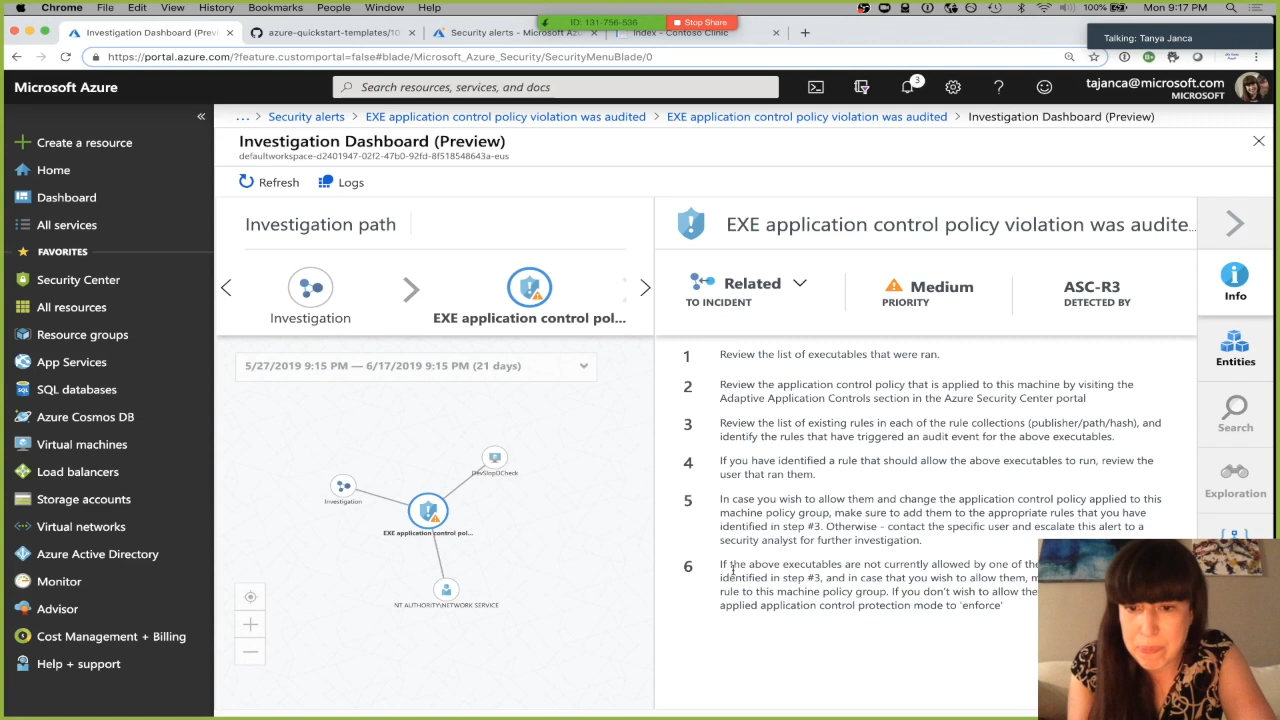 Chrome File Edit View History Bookmarks People Window Help
100% Mon 9:17 PM
ID: 131-756-536 Stop Share
Investigation Dashboard (Previ
azure-quickstart-templates/10
Security alerts - Microsoft Azu
Index - Contoso Clinic
Talking: Tanya Janca
https://portal.azure.com/?feature.customportal=false#blade/Microsoft_Azure_Security/SecurityMenuBlade/0
Microsoft Azure
Search resources, services, and docs
3
tajanca@microsoft.com
MICROSOFT
... > Security alerts > EXE application control policy violation was audited > EXE application control policy violation was audited > Investigation Dashboard (Preview)
Investigation Dashboard (Preview)
defaultworkspace-d2401947-02f2-47b0-92fd-8f518548643a-eus
Refresh Logs
Create a resource
Home
Dashboard
All services
FAVORITES
Security Center
All resources
Resource groups
App Services
SQL databases
Azure Cosmos DB
Virtual machines
Load balancers
Storage accounts
Virtual networks
Azure Active Directory
Monitor
Advisor
Cost Management + Billing
Help + support
Investigation path
Investigation
EXE application control pol...
5/27/2019 9:15 PM — 6/17/2019 9:15 PM (21 days)
DevSlopDCheck
Investigation
EXE application control pol...
NT AUTHORITY\NETWORK SERVICE
EXE application control policy violation was audite...
Related
TO INCIDENT
Medium
PRIORITY
ASC-R3
DETECTED BY
1 Review the list of executables that were ran.
2 Review the application control policy that is applied to this machine by visiting the
Adaptive Application Controls section in the Azure Security Center portal
3 Review the list of existing rules in each of the rule collections (publisher/path/hash), and
identify the rules that have triggered an audit event for the above executables.
4 If you have identified a rule that should allow the above executables to run, review the
user that ran them.
5 In case you wish to allow them and change the application control policy applied to this
machine policy group, make sure to add them to the appropriate rules that you have
identified in step #3. Otherwise - contact the specific user and escalate this alert to a
security analyst for further investigation.
6 If the above executables are not currently allowed by one of the
identified in step #3, and in case that you wish to allow them, m
rule to this machine policy group. If you don't wish to allow the
applied application control protection mode to 'enforce'
Info
Entities
Search
Exploration